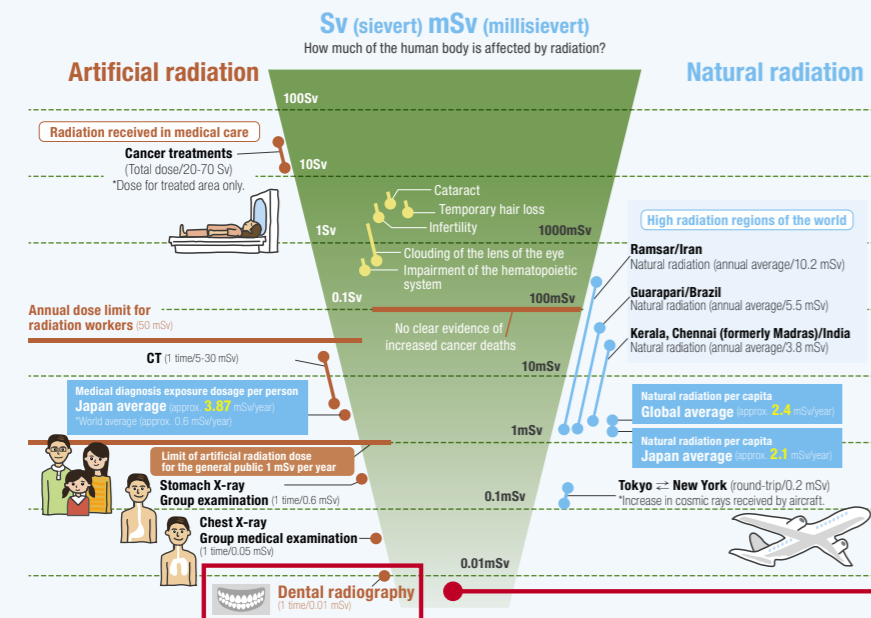 Sv (sievert) mSv (millisievert)
How much of the human body is affected by radiation?
Artificial radiation
Natural radiation
100Sv
Radiation received in medical care
Cancer treatments
(Total dose/20-70 Sv)
*Dose for treated area only.
10Sv
Cataract
Temporary hair loss
Infertility
1Sv
1000mSv
Clouding of the lens of the eye
Impairment of the hematopoietic
system
High radiation regions of the world
Ramsar/Iran
Natural radiation (annual average/10.2 mSv)
Guarapari/Brazil
Natural radiation (annual average/5.5 mSv)
Kerala, Chennai (formerly Madras)/India
Natural radiation (annual average/3.8 mSv)
0.1Sv
100mSv
Annual dose limit for
radiation workers (50 mSv)
No clear evidence of
increased cancer deaths
CT (1 time/5-30 mSv)
10mSv
Medical diagnosis exposure dosage per person
Japan average (approx. 3.87 mSv/year)
*World average (approx. 0.6 mSv/year)
Natural radiation per capita
Global average (approx. 2.4 mSv/year)
1mSv
Natural radiation per capita
Japan average (approx. 2.1 mSv/year)
Limit of artificial radiation dose
for the general public 1 mSv per year
Stomach X-ray
Group examination (1 time/0.6 mSv)
0.1mSv
Tokyo ⇄ New York (round-trip/0.2 mSv)
*Increase in cosmic rays received by aircraft.
Chest X-ray
Group medical examination
(1 time/0.05 mSv)
0.01mSv
Dental radiography
(1 time/0.01 mSv)